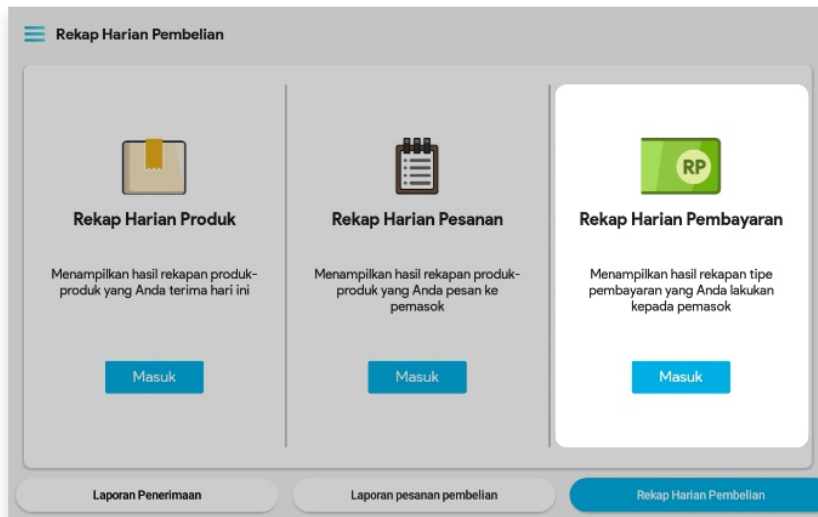 Rekap Harian Pembelian
Rekap Harian Produk
Menampilkan hasil rekapan produk-
produk yang Anda terima hari ini
Masuk
Rekap Harian Pesanan
Menampilkan hasil rekapan produk-
produk yang Anda pesan ke
pemasok
Masuk
RP
Rekap Harian Pembayaran
Menampilkan hasil rekapan tipe
pembayaran yang Anda lakukan
kepada pemasok
Masuk
Laporan Penerimaan
Laporan pesanan pembelian
Rekap Harian Pembelian